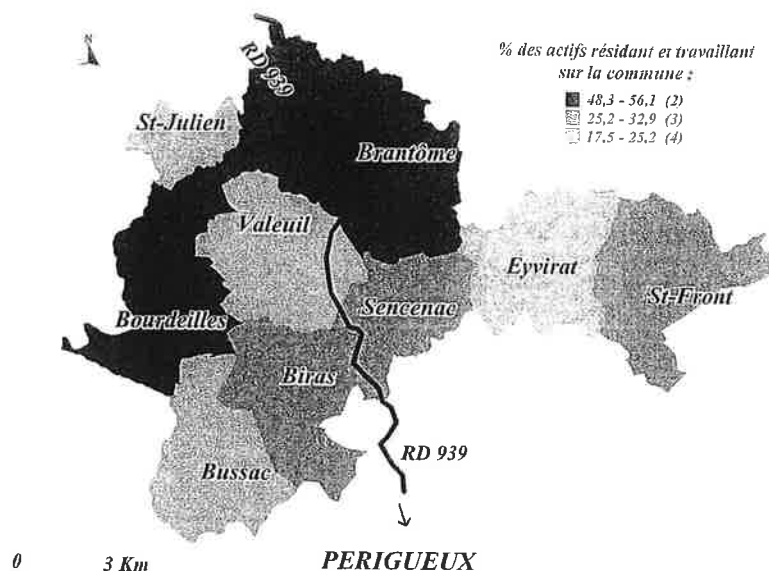 N
RD 939
% des actifs résidant et travaillant
sur la commune :
48,3 - 56,1 (2)
25,2 - 32,9 (3)
17,5 - 25,2 (4)
St-Julien
Brantôme
Valeuil
Eyvirat
Sencenac
St-Front
Bourdeilles
Biras
RD 939
Bussac
0 3 Km PERIGUEUX